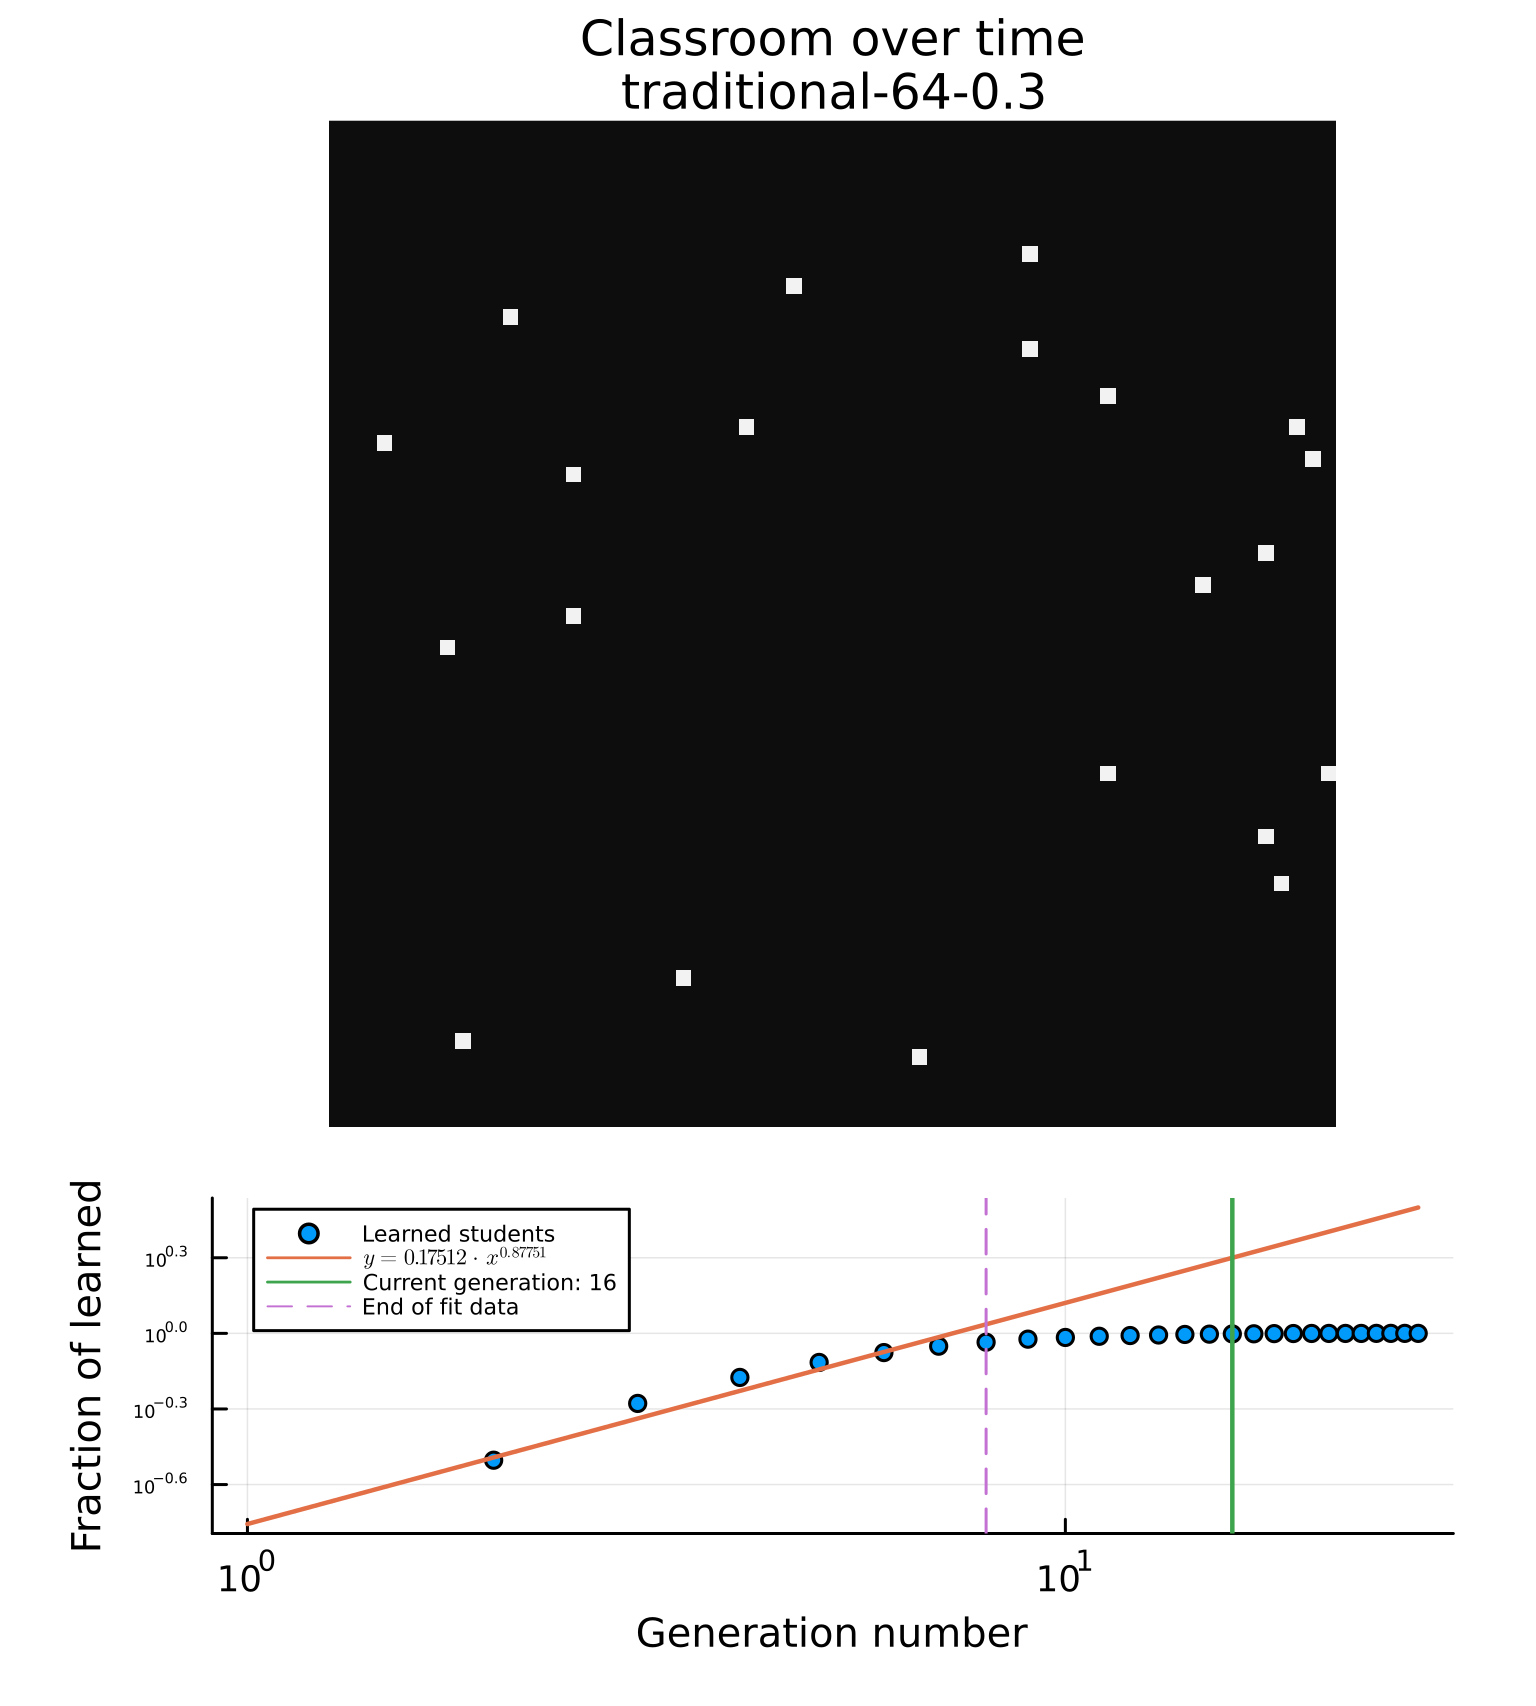 Classroom over time
traditional-64-0.3
Fraction of learned
10^0.3
10^0.0
10^−0.3
10^−0.6
Learned students
y = 0.17512 · x^0.87751
Current generation: 16
End of fit data
10^0
10^1
Generation number